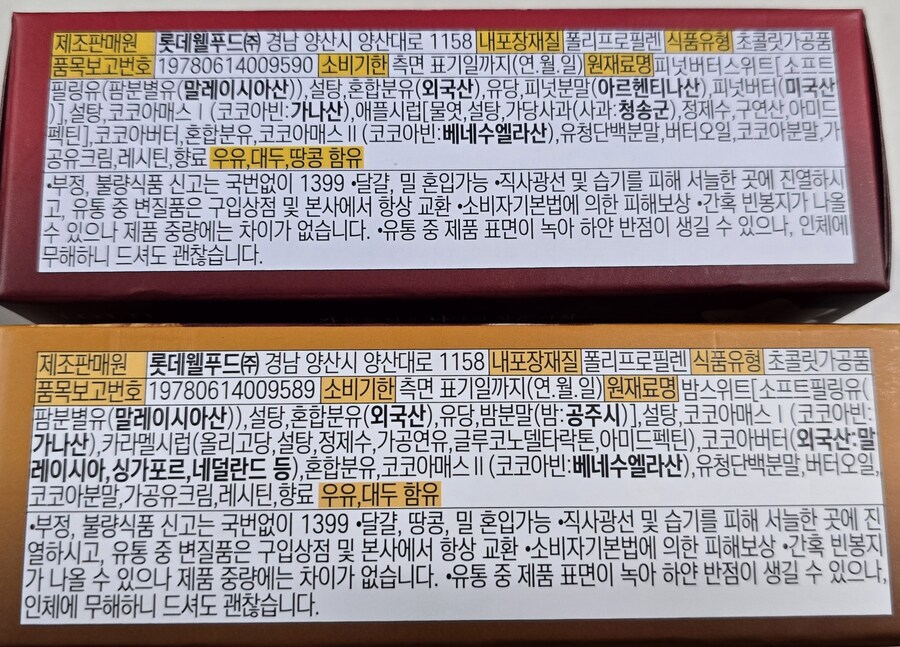 제조판매원 롯데웰푸드㈜ 경남 양산시 양산대로 1158 내포장재질 폴리프로필렌 식품유형 초콜릿가공품
품목보고번호 19780614009590 소비기한 측면 표기일까지(연.월.일) 원재료명 피넛버터스위트[소프트
필링유(팜분별유(말레이시아산)),설탕,혼합분유(외국산),유당,피넛분말(아르헨티나산),피넛버터(미국산
)],설탕,코코아매스Ⅰ(코코아빈:가나산),애플시럽[물엿,설탕,가당사과(사과:청송군),정제수,구연산,아미드
펙틴],코코아버터,혼합분유,코코아매스Ⅱ(코코아빈:베네수엘라산),유청단백분말,버터오일,코코아분말,가
공유크림,레시틴,향료 우유,대두,땅콩 함유
•부정, 불량식품 신고는 국번없이 1399 •달걀, 밀 혼입가능 •직사광선 및 습기를 피해 서늘한 곳에 진열하시
고, 유통 중 변질품은 구입상점 및 본사에서 항상 교환 •소비자기본법에 의한 피해보상 •간혹 빈봉지가 나올
수 있으나 제품 중량에는 차이가 없습니다. •유통 중 제품 표면이 녹아 하얀 반점이 생길 수 있으나, 인체에
무해하니 드셔도 괜찮습니다.
제조판매원 롯데웰푸드㈜ 경남 양산시 양산대로 1158 내포장재질 폴리프로필렌 식품유형 초콜릿가공품
품목보고번호 19780614009589 소비기한 측면 표기일까지(연.월.일) 원재료명 밤스위트[소프트필링유(
팜분별유(말레이시아산)),설탕,혼합분유(외국산),유당,밤분말(밤:공주시)],설탕,코코아매스Ⅰ(코코아빈:
가나산),카라멜시럽(올리고당,설탕,정제수,가공연유,글루코노델타락톤,아미드펙틴),코코아버터(외국산:말
레이시아,싱가포르,네덜란드 등),혼합분유,코코아매스Ⅱ(코코아빈:베네수엘라산),유청단백분말,버터오일,
코코아분말,가공유크림,레시틴,향료 우유,대두 함유
•부정, 불량식품 신고는 국번없이 1399 •달걀, 땅콩, 밀 혼입가능 •직사광선 및 습기를 피해 서늘한 곳에 진
열하시고, 유통 중 변질품은 구입상점 및 본사에서 항상 교환 •소비자기본법에 의한 피해보상 •간혹 빈봉지
가 나올 수 있으나 제품 중량에는 차이가 없습니다. •유통 중 제품 표면이 녹아 하얀 반점이 생길 수 있으나,
인체에 무해하니 드셔도 괜찮습니다.